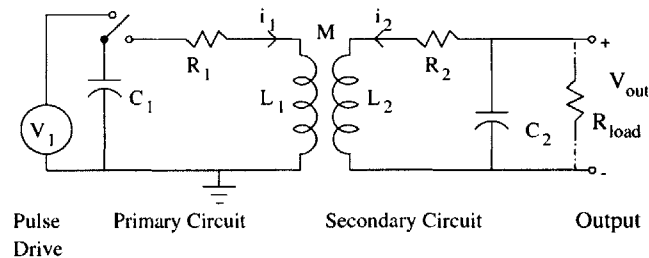 i1
M
i2
R1
R2
+
C1
L1
L2
Vout
V1
C2
Rload
-
Pulse
Drive
Primary Circuit
Secondary Circuit
Output